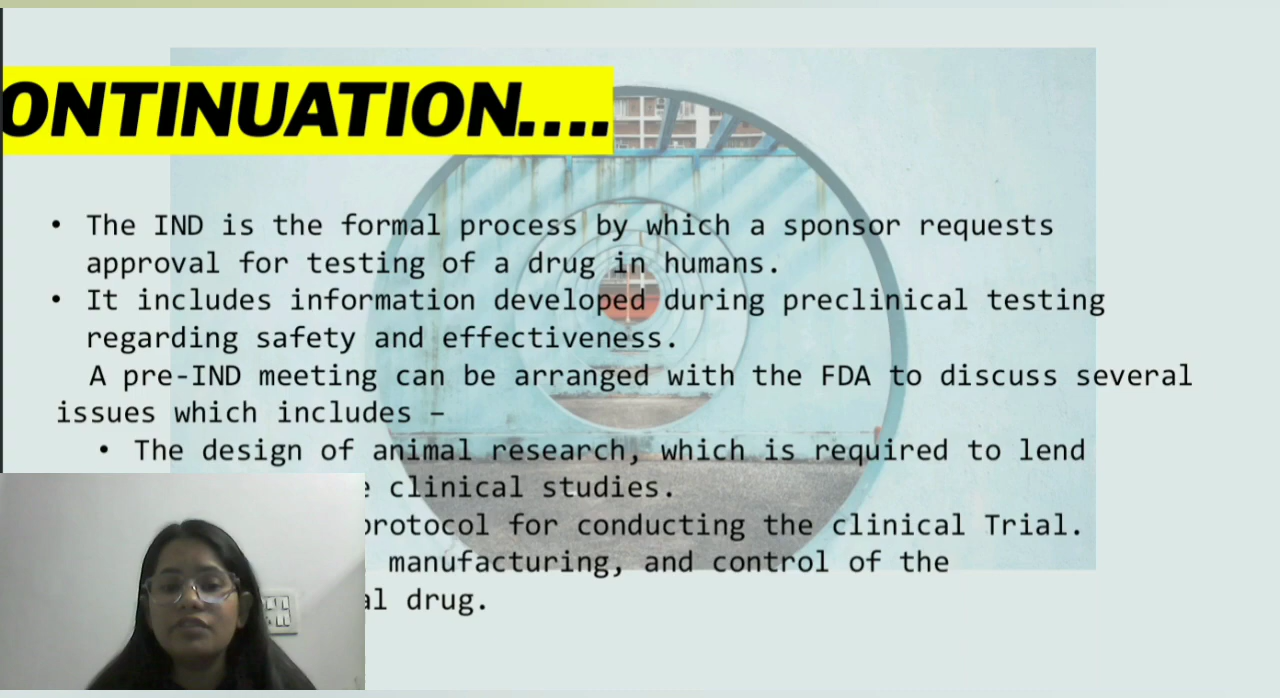 ONTINUATION....
• The IND is the formal process by which a sponsor requests
approval for testing of a drug in humans.
• It includes information developed during preclinical testing
regarding safety and effectiveness.
A pre-IND meeting can be arranged with the FDA to discuss several
issues which includes –
• The design of animal research, which is required to lend
clinical studies.
protocol for conducting the clinical Trial.
manufacturing, and control of the
drug.